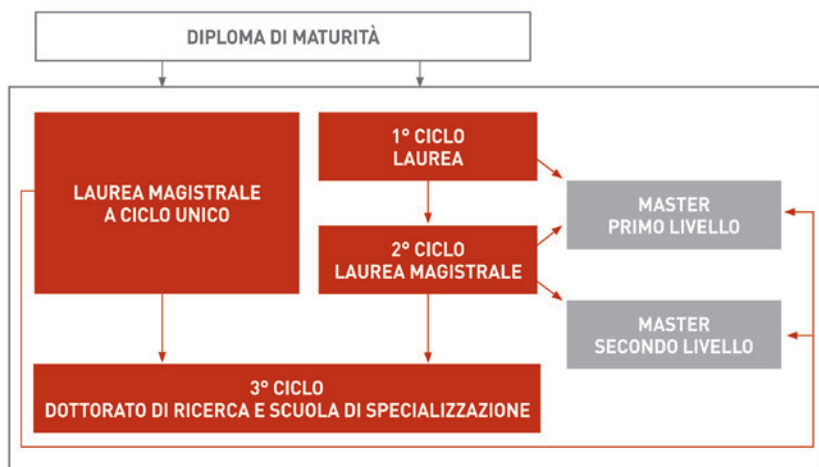 DIPLOMA DI MATURITÀ
LAUREA MAGISTRALE
A CICLO UNICO
1° CICLO
LAUREA
2° CICLO
LAUREA MAGISTRALE
MASTER
PRIMO LIVELLO
MASTER
SECONDO LIVELLO
3° CICLO
DOTTORATO DI RICERCA E SCUOLA DI SPECIALIZZAZIONE